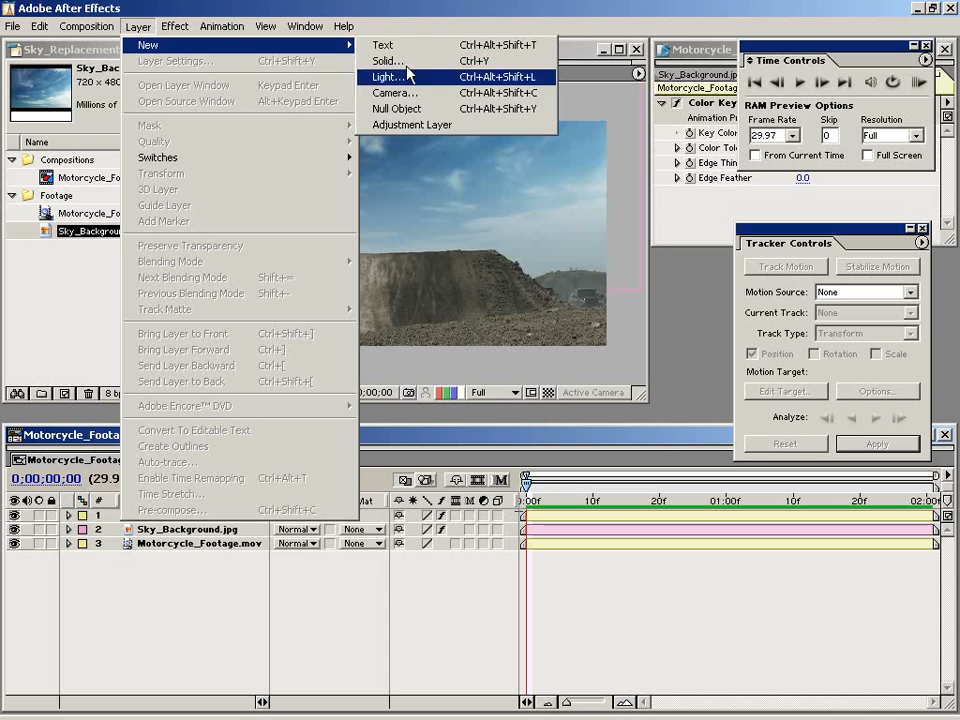 Adobe After Effects
File Edit Composition Layer Effect Animation View Window Help
Sky_Replacement
Sky_Bac
Millions of
Name
Compositions
Motorcycle_Fo
Footage
Motorcycle_Fo
Sky_Backgrou
8 b
New
Layer Settings... Ctrl+Shift+Y
Open Layer Window Keypad Enter
Open Source Window Alt+Keypad Enter
Mask
Quality
Switches
Transform
3D Layer
Guide Layer
Add Marker
Preserve Transparency
Blending Mode
Next Blending Mode Shift+=
Previous Blending Mode Shift+-
Track Matte
Bring Layer to Front Ctrl+Shift+]
Bring Layer Forward Ctrl+]
Send Layer Backward Ctrl+[
Send Layer to Back Ctrl+Shift+[
Adobe Encore™ DVD
Convert To Editable Text
Create Outlines
Auto-trace...
Enable Time Remapping Ctrl+Alt+T
Time Stretch...
Pre-compose... Ctrl+Shift+C
Text Ctrl+Alt+Shift+T
Solid... Ctrl+Y
Light... Ctrl+Alt+Shift+L
Camera... Ctrl+Alt+Shift+C
Null Object Ctrl+Alt+Shift+Y
Adjustment Layer
;00;00 Full Active Camera
Motorcycle_
Sky_Background.jp
Motorcycle_Footage
Color Key
Animation Pr
Key Colo
Color Tole
Edge Thin
Edge Feather 0.0
Time Controls
RAM Preview Options
Frame Rate Skip Resolution
29.97 0 Full
From Current Time Full Screen
Tracker Controls
Track Motion Stabilize Motion
Motion Source: None
Current Track: None
Track Type: Transform
Position Rotation Scale
Motion Target:
Edit Target... Options...
Analyze:
Reset Apply
Motorcycle_Foota
Motorcycle_Footag
0;00;00;00 (29.9
# Mat
:00f 10f 20f 01:00f 10f 20f 02:00f
1
2 Sky_Background.jpg Normal None
3 Motorcycle_Footage.mov Normal None